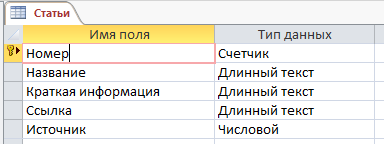 Статьи
Имя поля Тип данных
Номер Счетчик
Название Длинный текст
Краткая информация Длинный текст
Ссылка Длинный текст
Источник Числовой